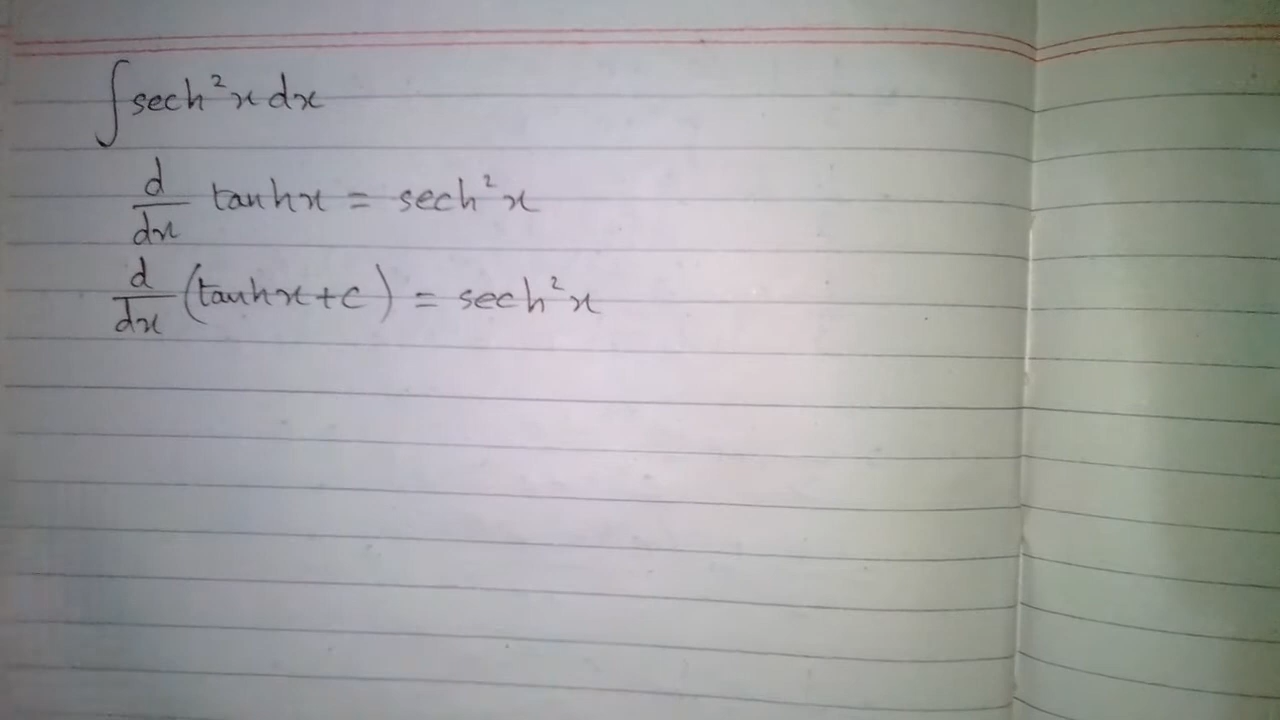 ∫ sech²x dx
d/dx tanhx = sech²x
d/dx (tanhx + c) = sech²x